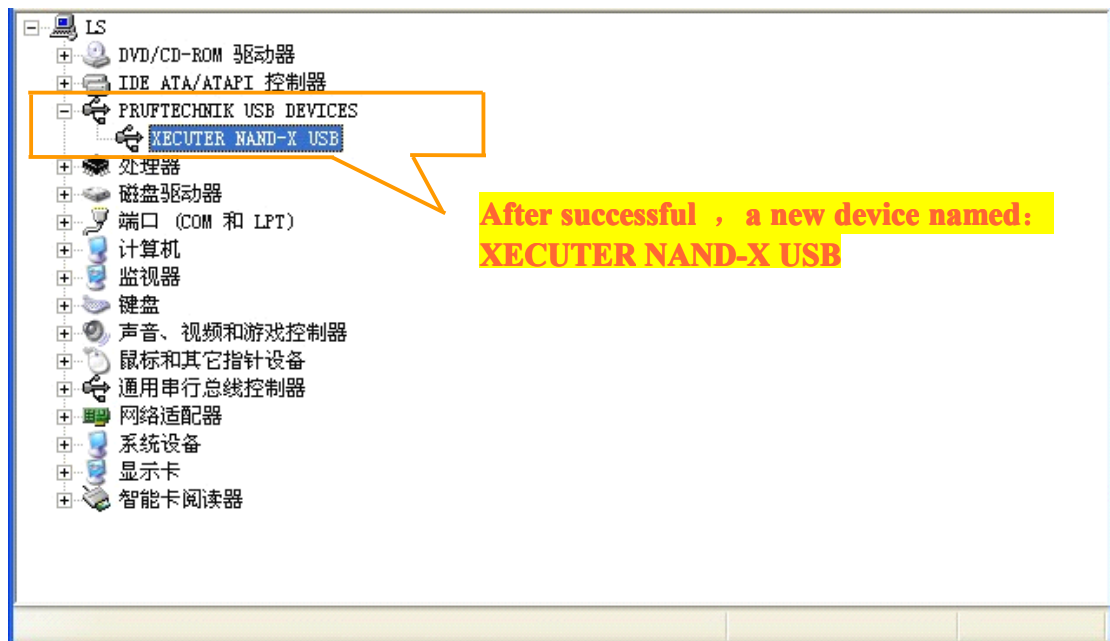 LS
DVD/CD-ROM 驱动器
IDE ATA/ATAPI 控制器
PRUFTECHNIK USB DEVICES
XECUTER NAND-X USB
处理器
磁盘驱动器
端口 (COM 和 LPT)
计算机
监视器
键盘
声音、视频和游戏控制器
鼠标和其它指针设备
通用串行总线控制器
网络适配器
系统设备
显示卡
智能卡阅读器
After successful ，a new device named：
XECUTER NAND-X USB